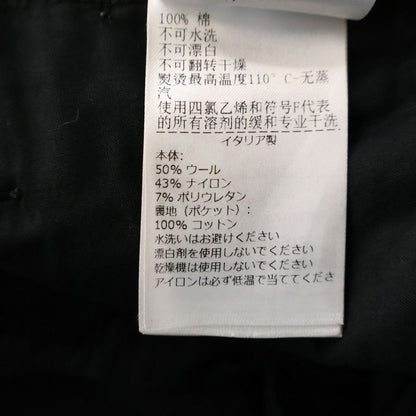 100% 棉
不可水洗
不可漂白
不可翻转干燥
熨烫最高温度110° C-无蒸
汽
使用四氯乙烯和符号F代表
的所有溶剂的缓和专业干洗
イタリア製
本体:
50% ウール
43% ナイロン
7% ポリウレタン
裏地 (ポケット):
100% コットン
水洗いはお避けください
漂白剤を使用しないでください
乾燥機は使用しないでください
アイロンは必ず低温で当ててくださ